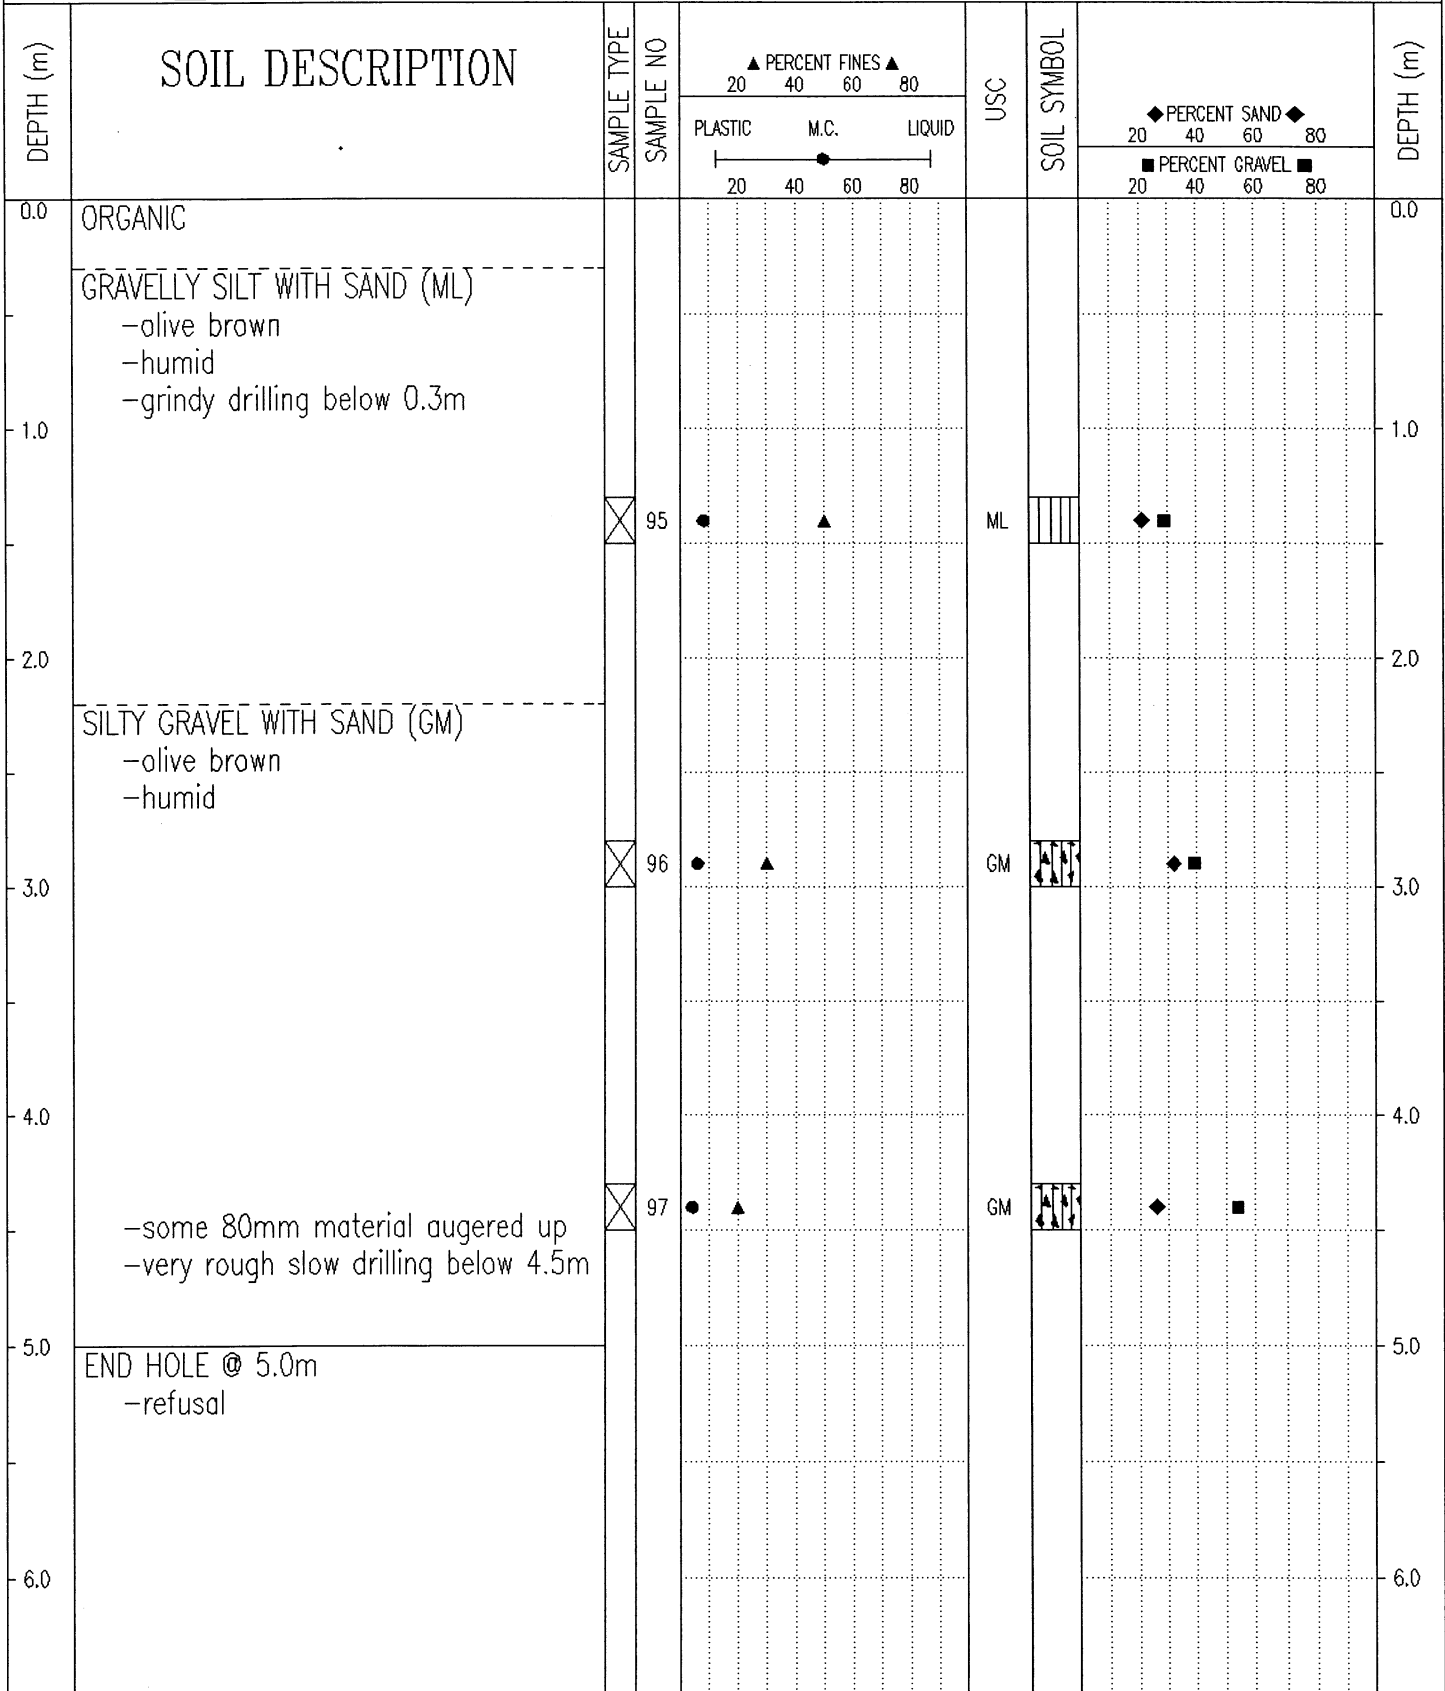 DEPTH (m)
SOIL DESCRIPTION
SAMPLE TYPE
SAMPLE NO
▲ PERCENT FINES ▲
20 40 60 80
PLASTIC M.C. LIQUID
20 40 60 80
USC
SOIL SYMBOL
◆ PERCENT SAND ◆
20 40 60 80
■ PERCENT GRAVEL ■
20 40 60 80
DEPTH (m)
0.0
ORGANIC
0.0
GRAVELLY SILT WITH SAND (ML)
-olive brown
-humid
-grindy drilling below 0.3m
1.0
1.0
95
ML
2.0
2.0
SILTY GRAVEL WITH SAND (GM)
-olive brown
-humid
96
GM
3.0
3.0
4.0
4.0
97
GM
-some 80mm material augered up
-very rough slow drilling below 4.5m
5.0
5.0
END HOLE @ 5.0m
-refusal
6.0
6.0